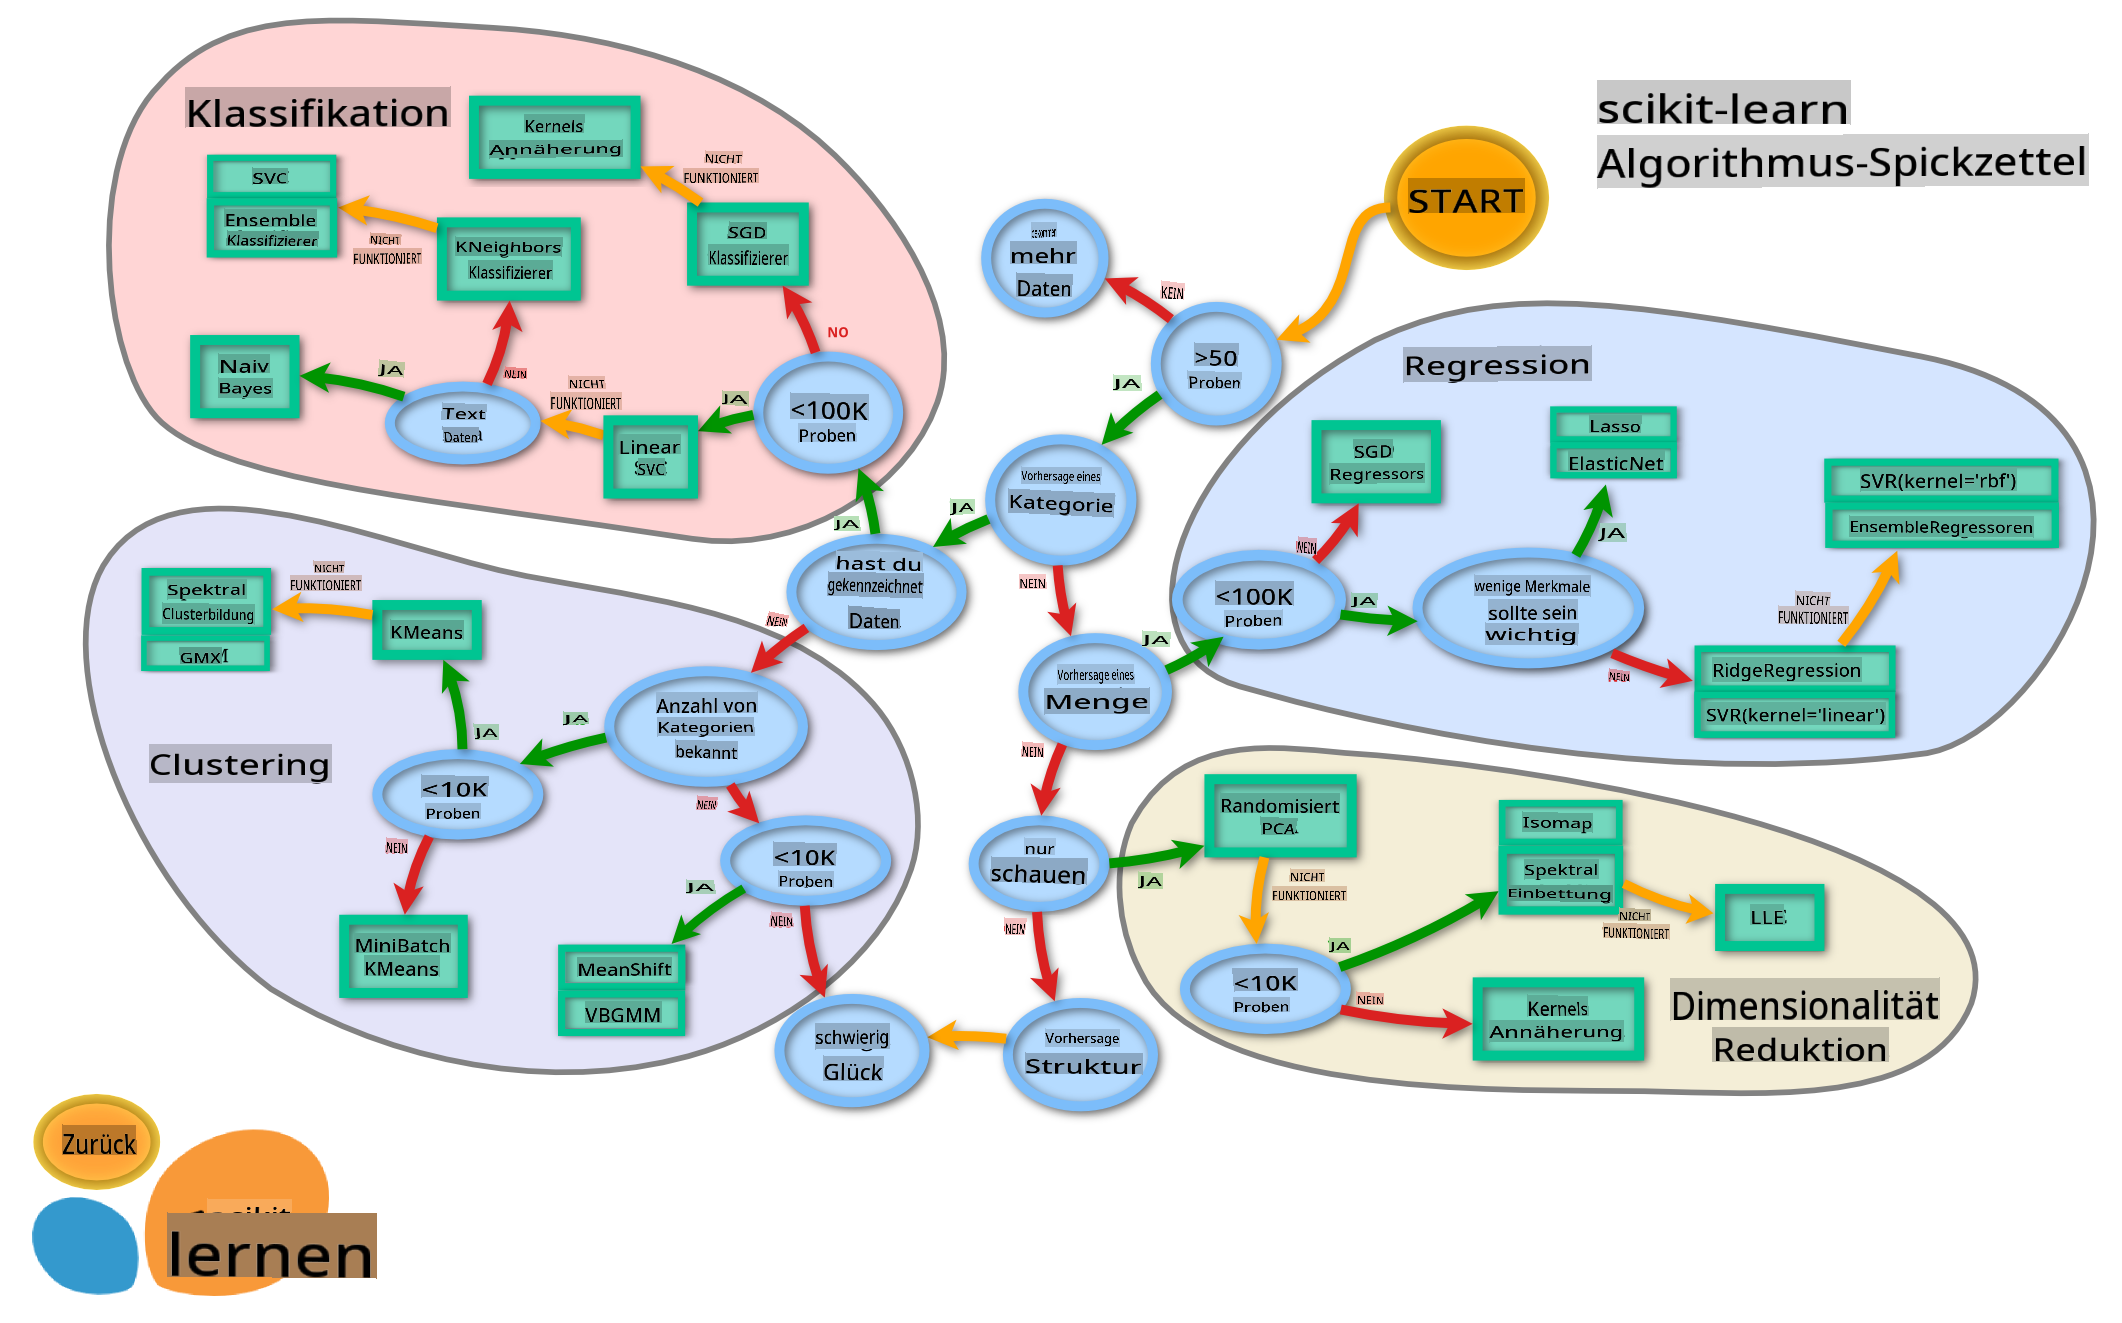 scikit-learn
Algorithmus-Spickzettel
START
Klassifikation
Kernels
Annäherung
NICHT
FUNKTIONIERT
SVC
Ensemble
Klassifizierer
NICHT
FUNKTIONIERT
KNeighbors
Klassifizierer
SGD
Klassifizierer
NO
Naiv
Bayes
JA
NEIN
Text
Daten
NICHT
FUNKTIONIERT
Linear
SVC
JA
<100K
Proben
JA
mehr
Daten
KEIN
>50
Proben
JA
Vorhersage eines
Kategorie
JA
NEIN
hast du
gekennzeichnet
Daten
NEIN
Vorhersage eines
Menge
JA
NEIN
Regression
SGD
Regressors
Lasso
ElasticNet
SVR(kernel='rbf')
EnsembleRegressoren
NEIN
JA
<100K
Proben
JA
wenige Merkmale
sollte sein
wichtig
NICHT
FUNKTIONIERT
NEIN
RidgeRegression
SVR(kernel='linear')
Clustering
Spektral
Clusterbildung
GMX
NICHT
FUNKTIONIERT
KMeans
JA
JA
Anzahl von
Kategorien
bekannt
<10K
Proben
NEIN
NEIN
<10K
Proben
JA
NEIN
MiniBatch
KMeans
MeanShift
VBGMM
schwierig
Glück
nur
schauen
JA
NEIN
Vorhersage
Struktur
Randomisiert
PCA
NICHT
FUNKTIONIERT
Isomap
Spektral
Einbettung
NICHT
FUNKTIONIERT
LLE
JA
<10K
Proben
NEIN
Kernels
Annäherung
Dimensionalität
Reduktion
Zurück
lernen